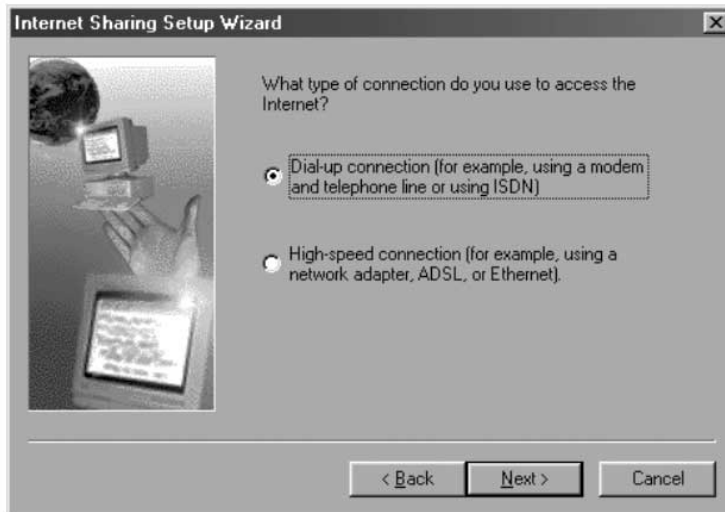 Internet Sharing Setup Wizard
What type of connection do you use to access the
Internet?
Dial-up connection (for example, using a modem
and telephone line or using ISDN)
High-speed connection (for example, using a
network adapter, ADSL, or Ethernet).
< Back
Next >
Cancel